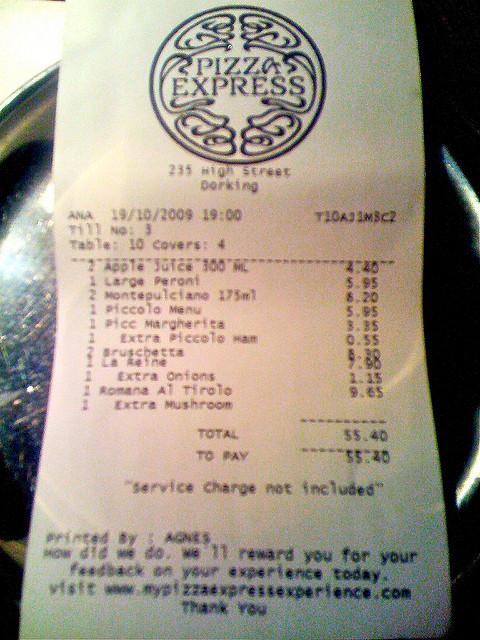 PIZZA
EXPRESS
235 High Street
Dorking
ANA 19/10/2009 19:00 T10AJ1M3C2
Till No: 3
Table: 10 Covers: 4
2 Apple Juice 300 ML 4.40
1 Large Peroni 5.95
2 Montepulciano 175ml 8.20
1 Piccolo Menu 5.95
1 Picc Margherita 3.35
1 Extra Piccolo Ham 0.55
2 Bruschetta 8.30
1 La Reine 7.90
1 Extra Onions 1.15
1 Romana Al Tirolo 9.65
1 Extra Mushroom
TOTAL 55.40
TO PAY 55.40
"Service Charge not included"
Printed By : AGNES
How did we do. We'll reward you for your
feedback on your experience today.
visit www.mypizzaexpressexperience.com
Thank You